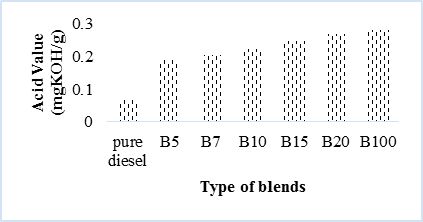 Acid Value
(mgKOH/g)
0.3
0.2
0.1
0
pure
diesel
B5
B7
B10
B15
B20
B100
Type of blends